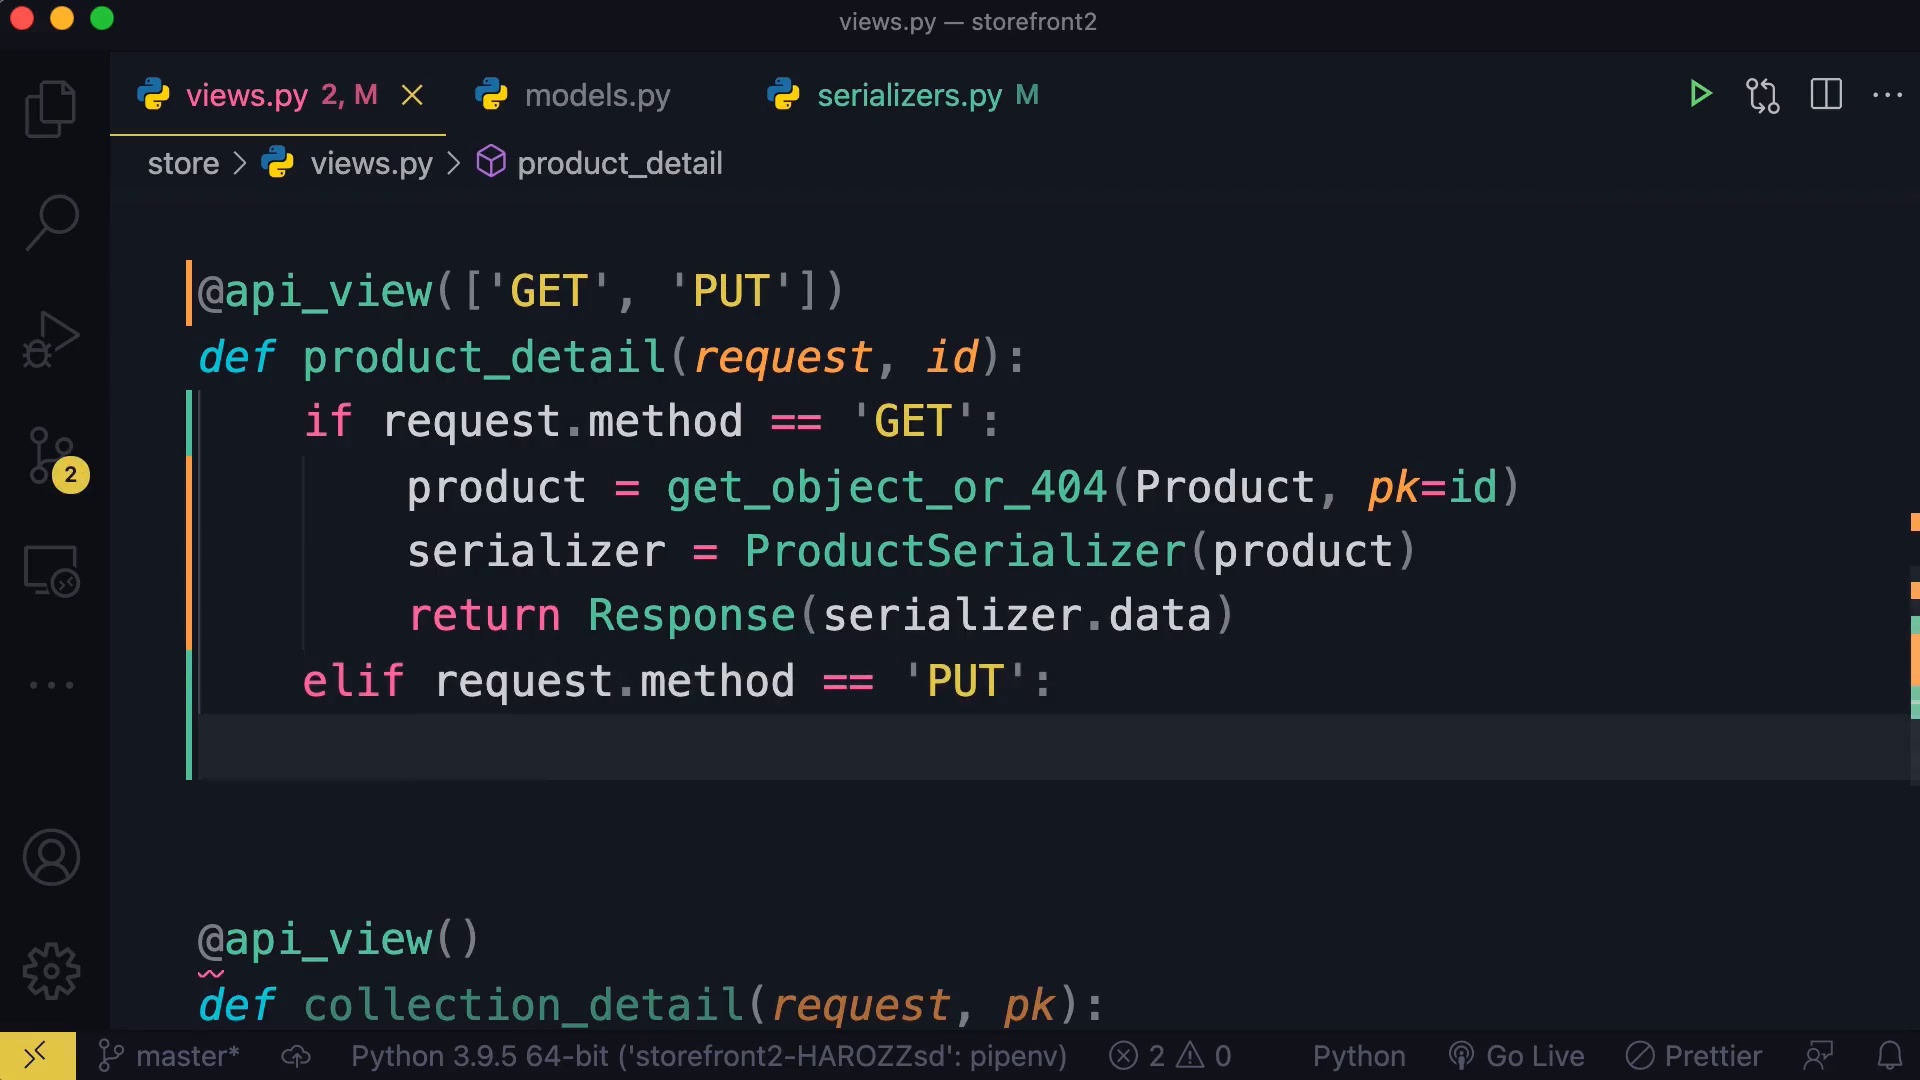 views.py — storefront2
views.py 2, M
models.py
serializers.py M
store > views.py > product_detail
@api_view(['GET', 'PUT'])
def product_detail(request, id):
    if request.method == 'GET':
        product = get_object_or_404(Product, pk=id)
        serializer = ProductSerializer(product)
        return Response(serializer.data)
    elif request.method == 'PUT':
2
@api_view()
def collection_detail(request, pk):
master* Python 3.9.5 64-bit ('storefront2-HAROZZsd': pipenv) 2 0 Python Go Live Prettier